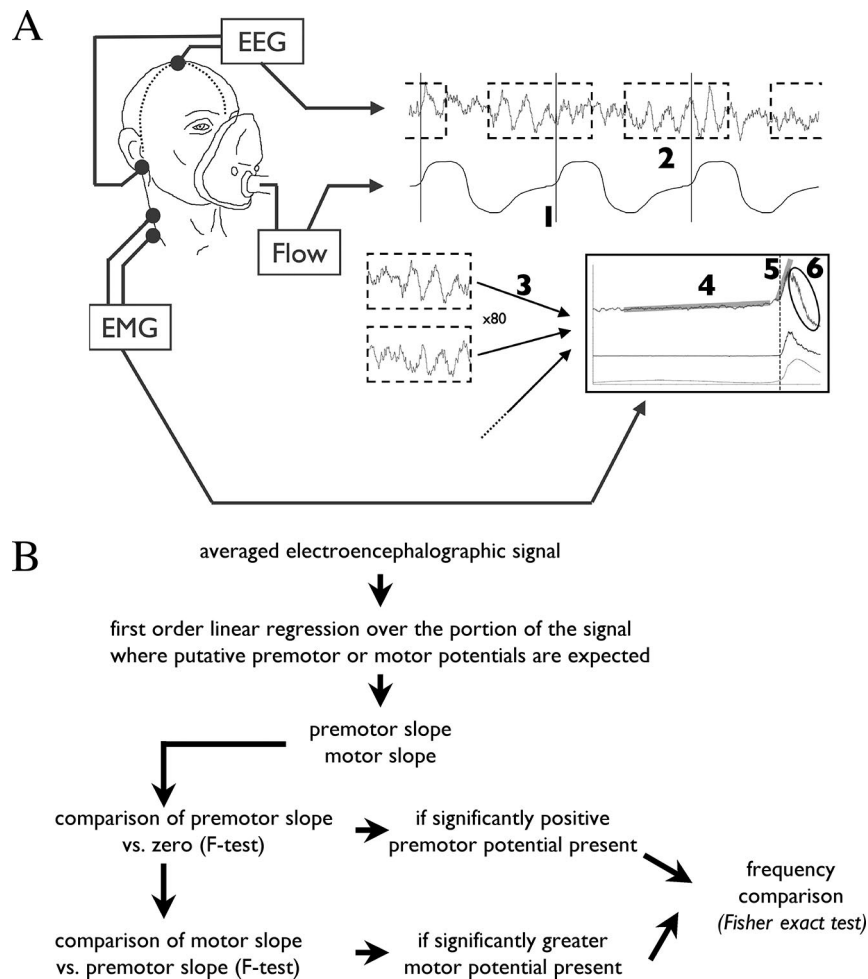 A
EEG
2
1
Flow
3
4
5
6
x80
EMG
B
averaged electroencephalographic signal
first order linear regression over the portion of the signal
where putative premotor or motor potentials are expected
premotor slope
motor slope
comparison of premotor slope
vs. zero (F-test)
if significantly positive
premotor potential present
frequency
comparison
(Fisher exact test)
comparison of motor slope
vs. premotor slope (F-test)
if significantly greater
motor potential present